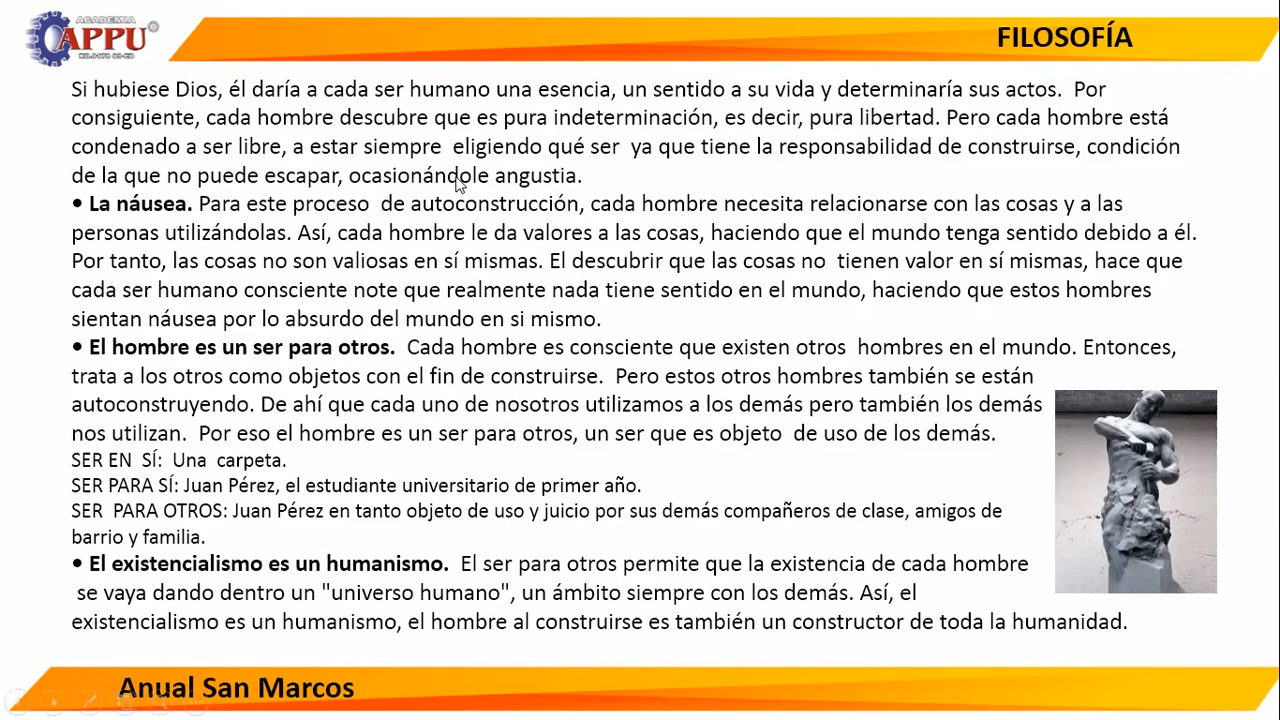 ACADEMIA
APPU
FILOSOFÍA
Si hubiese Dios, él daría a cada ser humano una esencia, un sentido a su vida y determinaría sus actos. Por
consiguiente, cada hombre descubre que es pura indeterminación, es decir, pura libertad. Pero cada hombre está
condenado a ser libre, a estar siempre eligiendo qué ser ya que tiene la responsabilidad de construirse, condición
de la que no puede escapar, ocasionándole angustia.
• La náusea. Para este proceso de autoconstrucción, cada hombre necesita relacionarse con las cosas y a las
personas utilizándolas. Así, cada hombre le da valores a las cosas, haciendo que el mundo tenga sentido debido a él.
Por tanto, las cosas no son valiosas en sí mismas. El descubrir que las cosas no tienen valor en sí mismas, hace que
cada ser humano consciente note que realmente nada tiene sentido en el mundo, haciendo que estos hombres
sientan náusea por lo absurdo del mundo en si mismo.
• El hombre es un ser para otros. Cada hombre es consciente que existen otros hombres en el mundo. Entonces,
trata a los otros como objetos con el fin de construirse. Pero estos otros hombres también se están
autoconstruyendo. De ahí que cada uno de nosotros utilizamos a los demás pero también los demás
nos utilizan. Por eso el hombre es un ser para otros, un ser que es objeto de uso de los demás.
SER EN SÍ: Una carpeta.
SER PARA SÍ: Juan Pérez, el estudiante universitario de primer año.
SER PARA OTROS: Juan Pérez en tanto objeto de uso y juicio por sus demás compañeros de clase, amigos de
barrio y familia.
• El existencialismo es un humanismo. El ser para otros permite que la existencia de cada hombre
se vaya dando dentro un "universo humano", un ámbito siempre con los demás. Así, el
existencialismo es un humanismo, el hombre al construirse es también un constructor de toda la humanidad.
Anual San Marcos